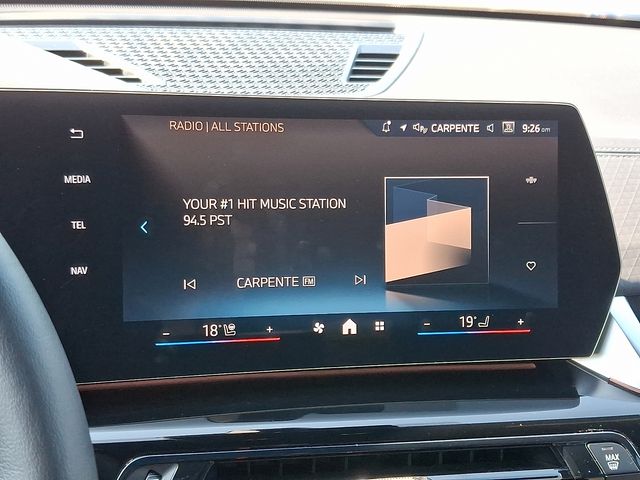 RADIO | ALL STATIONS
CARPENTE
9:26 am
MEDIA
TEL
NAV
YOUR #1 HIT MUSIC STATION
94.5 PST
CARPENTE FM
- 18° +
- 19° +
MAX